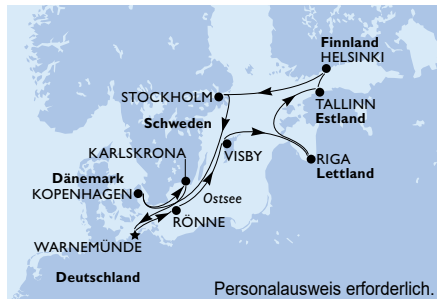 Finnland
HELSINKI
STOCKHOLM
TALLINN
Estland
Schweden
KARLSKRONA
VISBY
RIGA
Lettland
Dänemark
KOPENHAGEN
Ostsee
RÖNNE
WARNEMÜNDE
Deutschland
Personalausweis erforderlich.